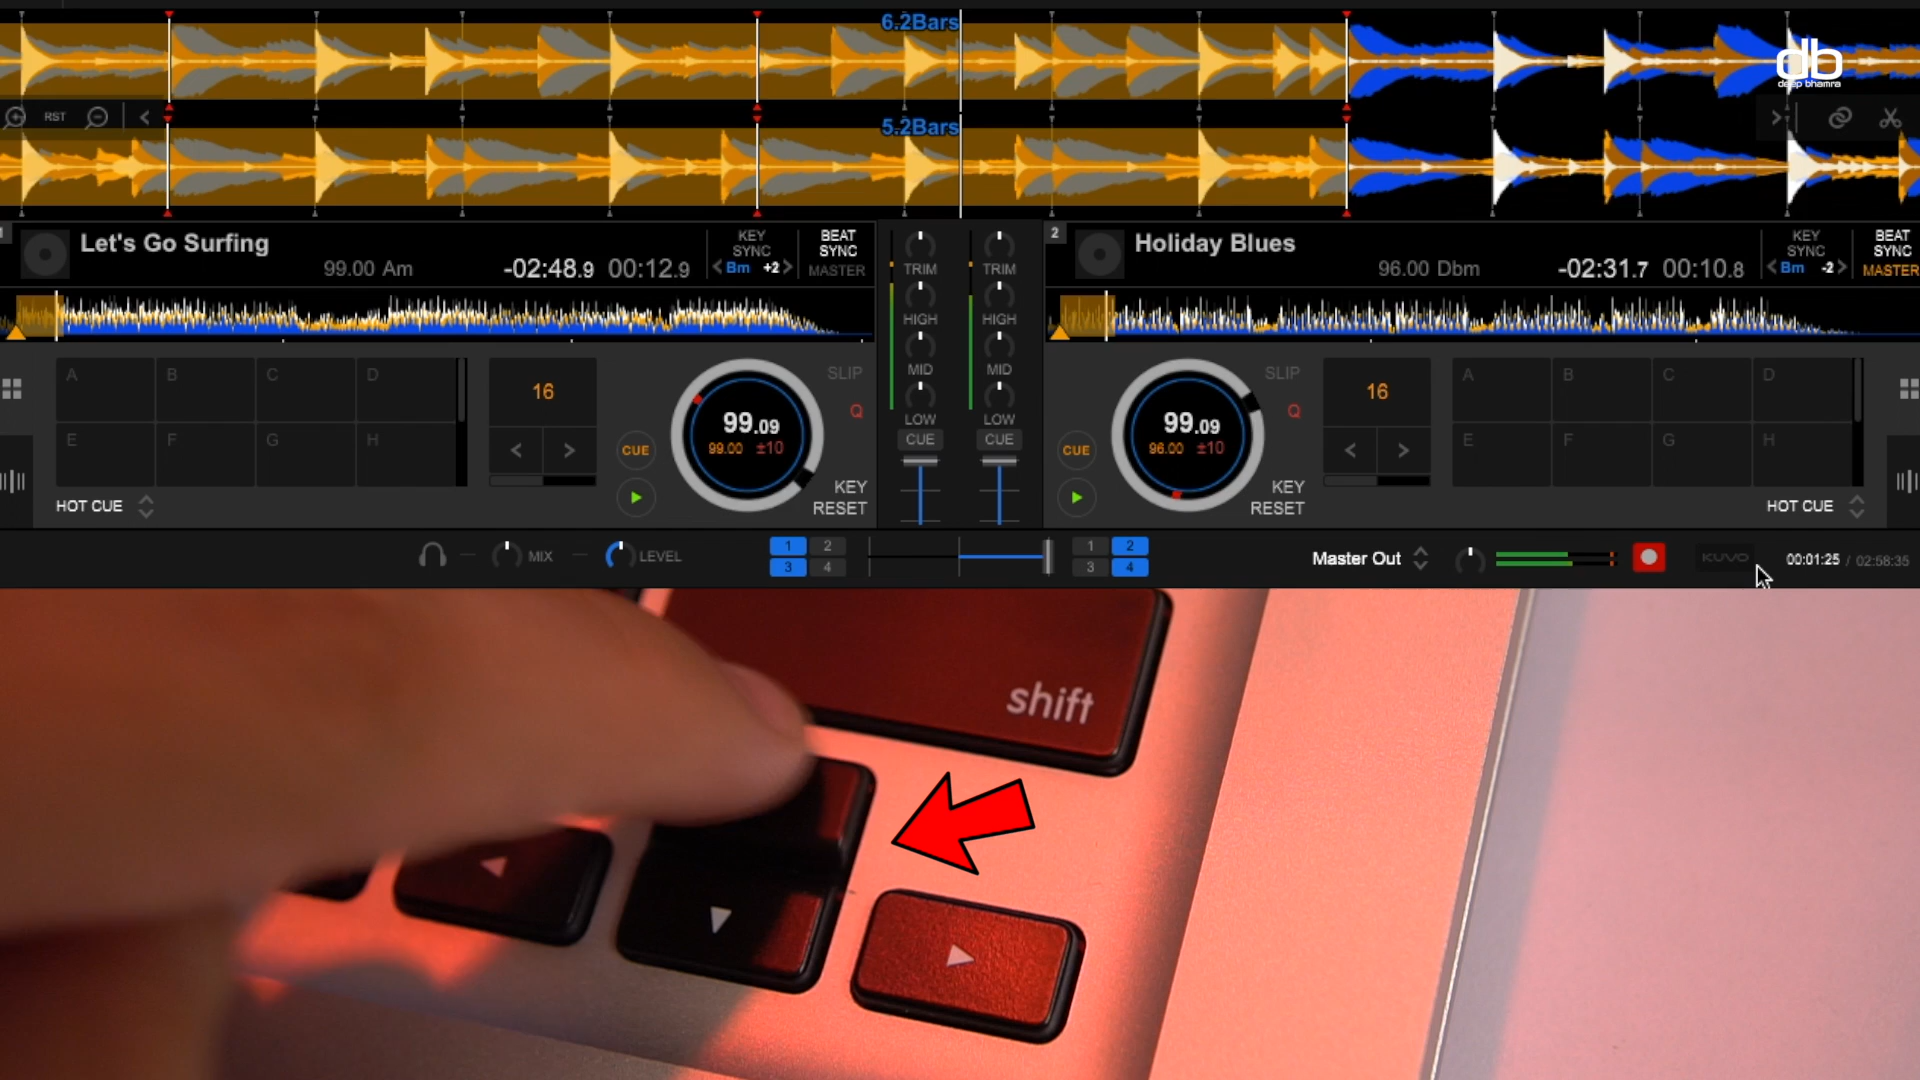 6.2Bars
db
deep bhamra
RST
5.2Bars
1
Let's Go Surfing
99.00 Am
-02:48.9 00:12.9
KEY SYNC
Bm +2
BEAT SYNC
MASTER
TRIM TRIM
HIGH HIGH
MID MID
LOW LOW
CUE CUE
2
Holiday Blues
96.00 Dbm
-02:31.7 00:10.8
KEY SYNC
Bm -2
BEAT SYNC
MASTER
A B C D
E F G H
HOT CUE
16
CUE
99.09
99.00 ±10
SLIP
Q
KEY
RESET
CUE
99.09
96.00 ±10
SLIP
Q
KEY
RESET
16
A B C D
E F G H
HOT CUE
MIX
LEVEL
1 2
3 4
1 2
3 4
Master Out
KUVO
00:01:25 / 02:58:35
shift